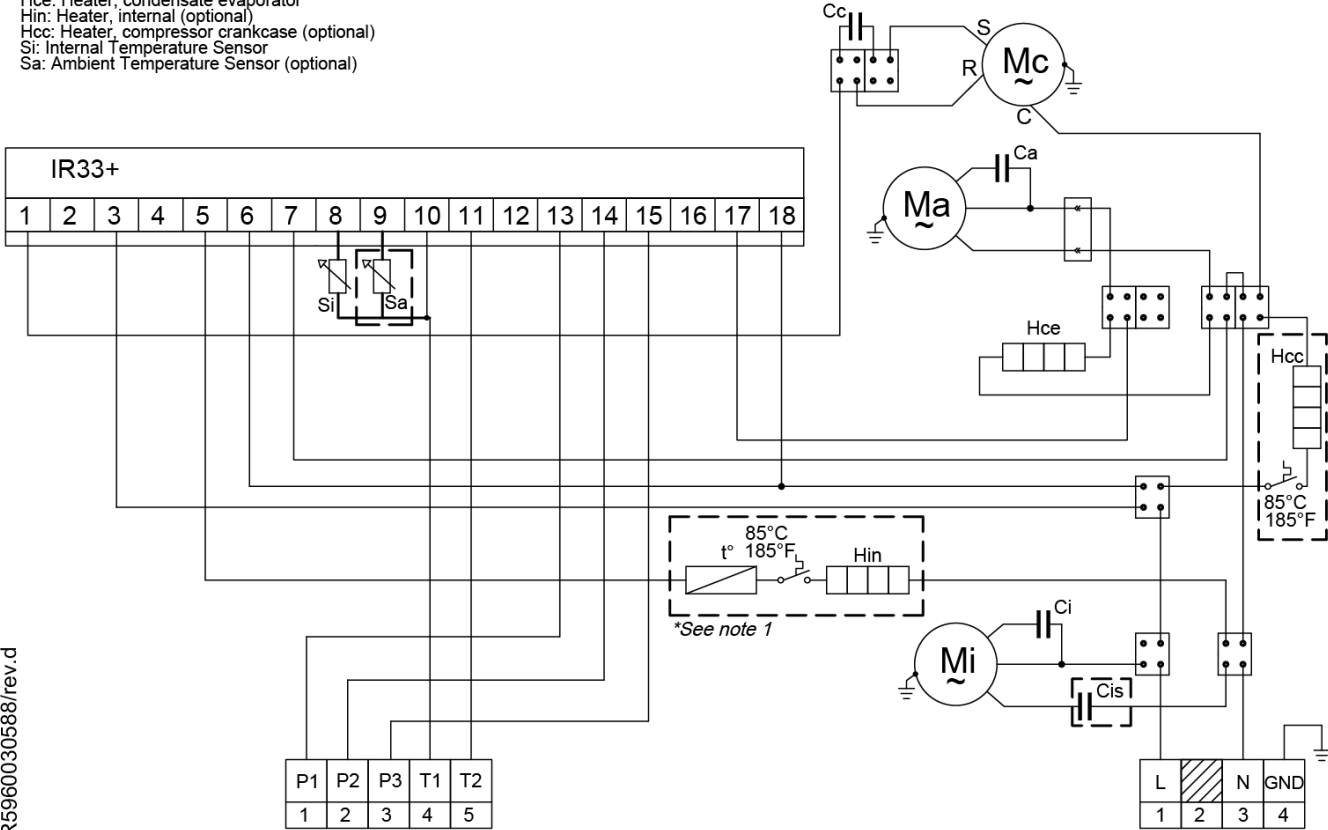 Hce: Heater, condensate evaporator
Hin: Heater, internal (optional)
Hcc: Heater, compressor crankcase (optional)
Si: Internal Temperature Sensor
Sa: Ambient Temperature Sensor (optional)
Cc
S
R
Mc
~
C
IR33+
1 2 3 4 5 6 7 8 9 10 11 12 13 14 15 16 17 18
Ca
Ma
~
Si
Sa
Hce
Hcc
85°C
185°F
85°C
t° 185°F
Hin
*See note 1
Ci
Mi
~
Cis
P1 P2 P3 T1 T2
1 2 3 4 5
L N GND
1 2 3 4
R59600030588/rev.d